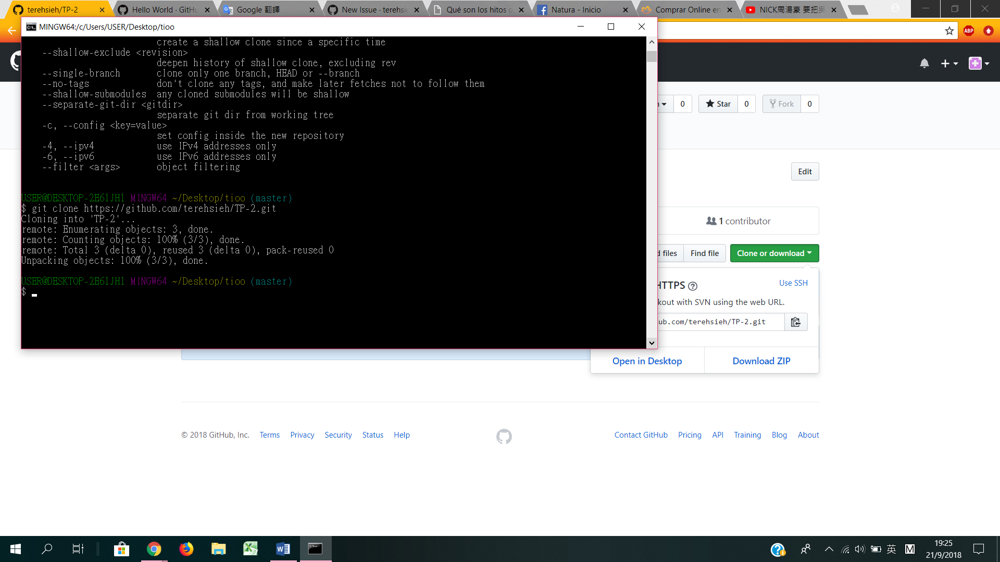 terehsieh/TP-2
Hello World · GitHu
Google 翻譯
New Issue · terehsi
Qué son los hitos o
Natura - Inicio
Comprar Online en
NICK周湯豪 要把吳
MINGW64:/c/Users/USER/Desktop/tioo
ABP
create a shallow clone since a specific time
--shallow-exclude <revision>
deepen history of shallow clone, excluding rev
--single-branch clone only one branch, HEAD or --branch
--no-tags don't clone any tags, and make later fetches not to follow them
--shallow-submodules any cloned submodules will be shallow
--separate-git-dir <gitdir>
separate git dir from working tree
-c, --config <key=value>
set config inside the new repository
-4, --ipv4 use IPv4 addresses only
-6, --ipv6 use IPv6 addresses only
--filter <args> object filtering
USER@DESKTOP-2E61JH1 MINGW64 ~/Desktop/tioo (master)
$ git clone https://github.com/terehsieh/TP-2.git
Cloning into 'TP-2'...
remote: Enumerating objects: 3, done.
remote: Counting objects: 100% (3/3), done.
remote: Total 3 (delta 0), reused 3 (delta 0), pack-reused 0
Unpacking objects: 100% (3/3), done.
USER@DESKTOP-2E61JH1 MINGW64 ~/Desktop/tioo (master)
$
0
Star 0
Fork 0
Edit
1 contributor
d files
Find file
Clone or download
HTTPS
Use SSH
kout with SVN using the web URL.
ub.com/terehsieh/TP-2.git
Open in Desktop
Download ZIP
© 2018 GitHub, Inc. Terms Privacy Security Status Help
Contact GitHub Pricing API Training Blog About
英
M
19:25
21/9/2018